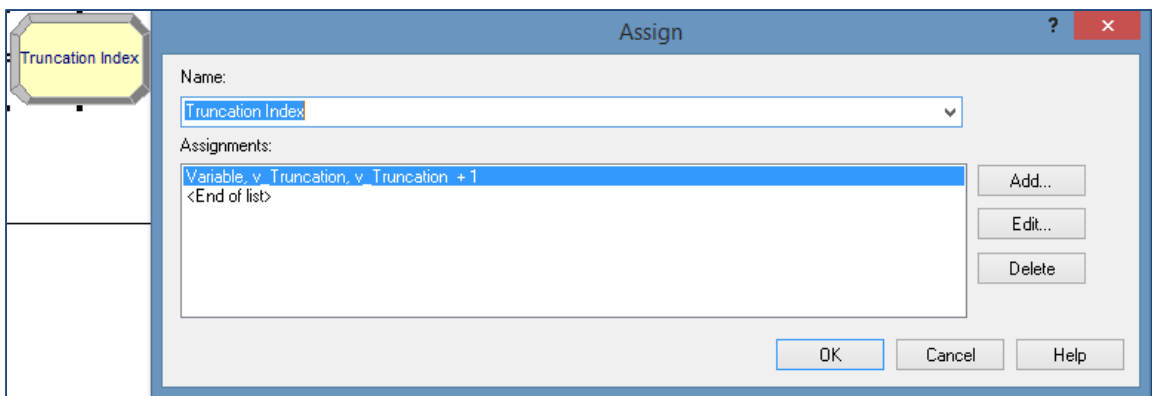 Truncation Index
Assign
?
×
Name:
Truncation Index
Assignments:
Variable, v_Truncation, v_Truncation + 1
<End of list>
Add...
Edit...
Delete
OK
Cancel
Help